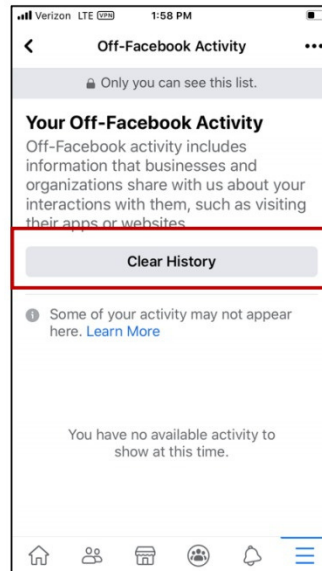 Verizon LTE VPN 1:58 PM
Off-Facebook Activity
Only you can see this list.
Your Off-Facebook Activity
Off-Facebook activity includes
information that businesses and
organizations share with us about your
interactions with them, such as visiting
their apps or websites.
Clear History
Some of your activity may not appear
here. Learn More
You have no available activity to
show at this time.